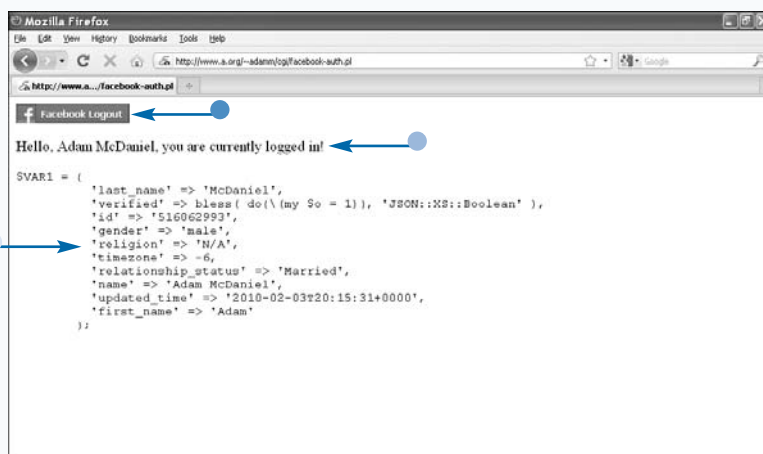 Mozilla Firefox
File Edit View History Bookmarks Tools Help
http://www.a.org/~adamm/cgi/facebook-auth.pl
Google
http://www.a.../facebook-auth.pl
Facebook Logout
Hello, Adam McDaniel, you are currently logged in!
$VAR1 = {
'last_name' => 'McDaniel',
'verified' => bless( do{\(my $o = 1)}, 'JSON::XS::Boolean' ),
'id' => '516062993',
'gender' => 'male',
'religion' => 'N/A',
'timezone' => -6,
'relationship_status' => 'Married',
'name' => 'Adam McDaniel',
'updated_time' => '2010-02-03T20:15:31+0000',
'first_name' => 'Adam'
};